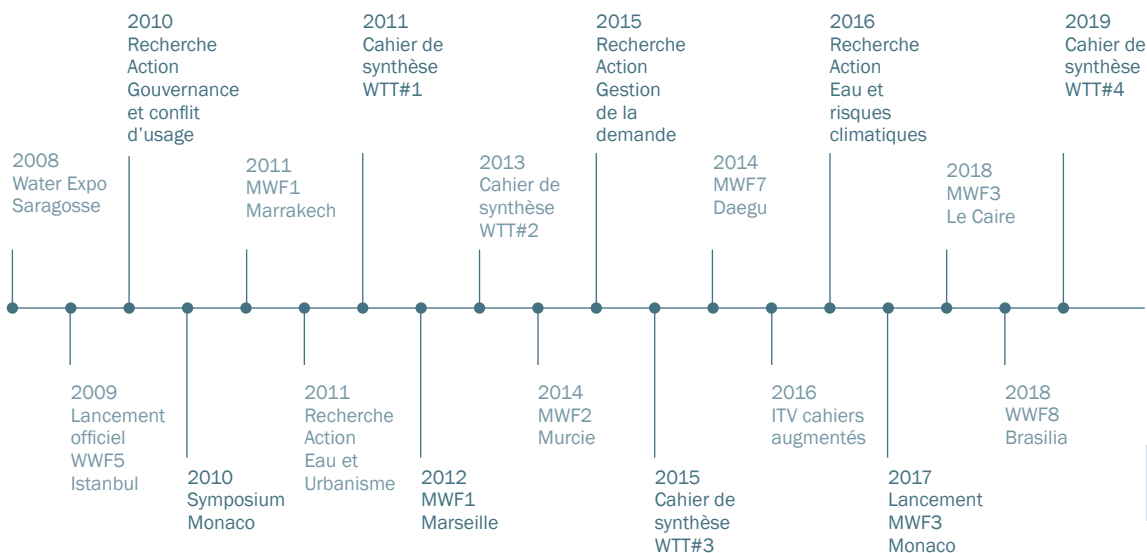 2008
Water Expo
Saragosse
2009
Lancement
officiel
WWF5
Istanbul
2010
Recherche
Action
Gouvernance
et conflit
d'usage
2010
Symposium
Monaco
2011
MWF1
Marrakech
2011
Recherche
Action
Eau et
Urbanisme
2011
Cahier de
synthèse
WTT#1
2012
MWF1
Marseille
2013
Cahier de
synthèse
WTT#2
2014
MWF2
Murcie
2015
Recherche
Action
Gestion
de la
demande
2015
Cahier de
synthèse
WTT#3
2014
MWF7
Daegu
2016
ITV cahiers
augmentés
2016
Recherche
Action
Eau et
risques
climatiques
2017
Lancement
MWF3
Monaco
2018
MWF3
Le Caire
2018
WWF8
Brasilia
2019
Cahier de
synthèse
WTT#4